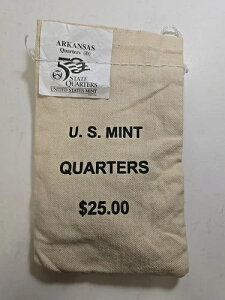 ARKANSAS
Quarters (D)
50
STATE
QUARTERS
UNITED STATES MINT
U. S. MINT
QUARTERS
$25.00